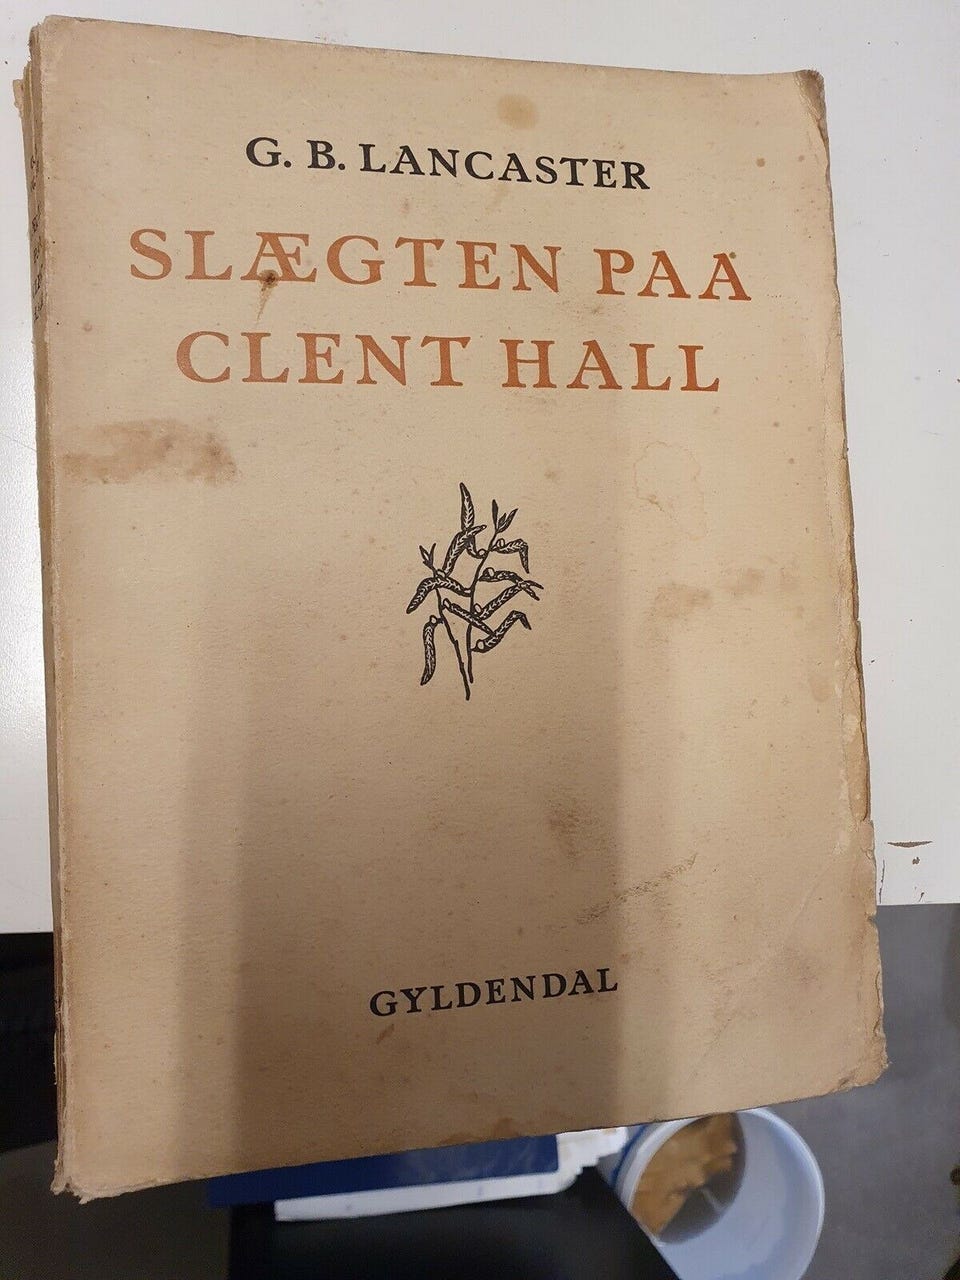 G. B. LANCASTER
SLÆGTEN PAA
CLENT HALL
GYLDENDAL